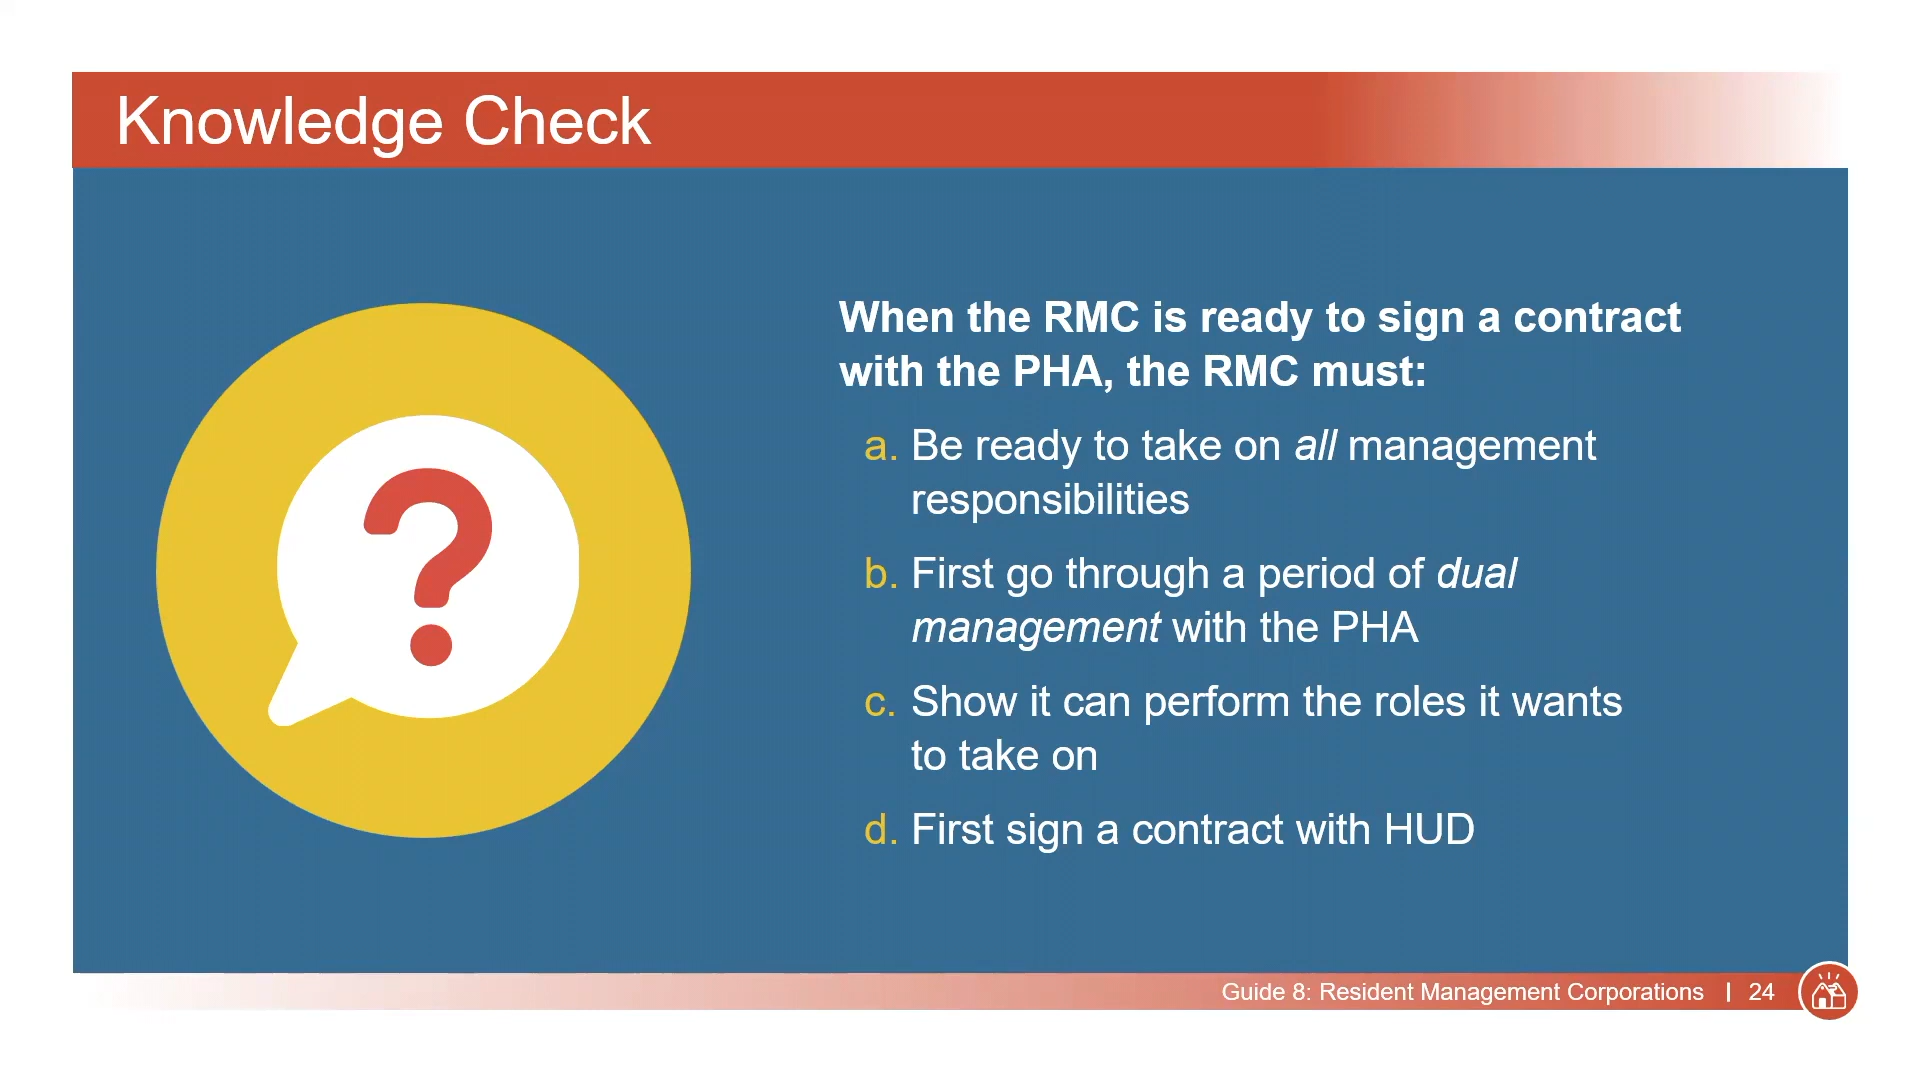 Knowledge Check
When the RMC is ready to sign a contract
with the PHA, the RMC must:
a. Be ready to take on all management
responsibilities
b. First go through a period of dual
management with the PHA
c. Show it can perform the roles it wants
to take on
d. First sign a contract with HUD
Guide 8: Resident Management Corporations | 24